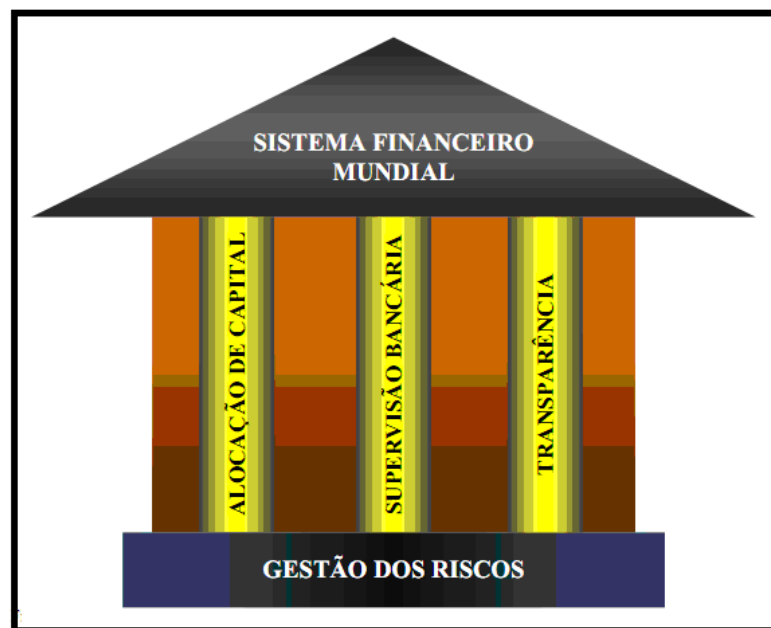 SISTEMA FINANCEIRO
MUNDIAL
ALOCAÇÃO DE CAPITAL
SUPERVISÃO BANCÁRIA
TRANSPARÊNCIA
GESTÃO DOS RISCOS